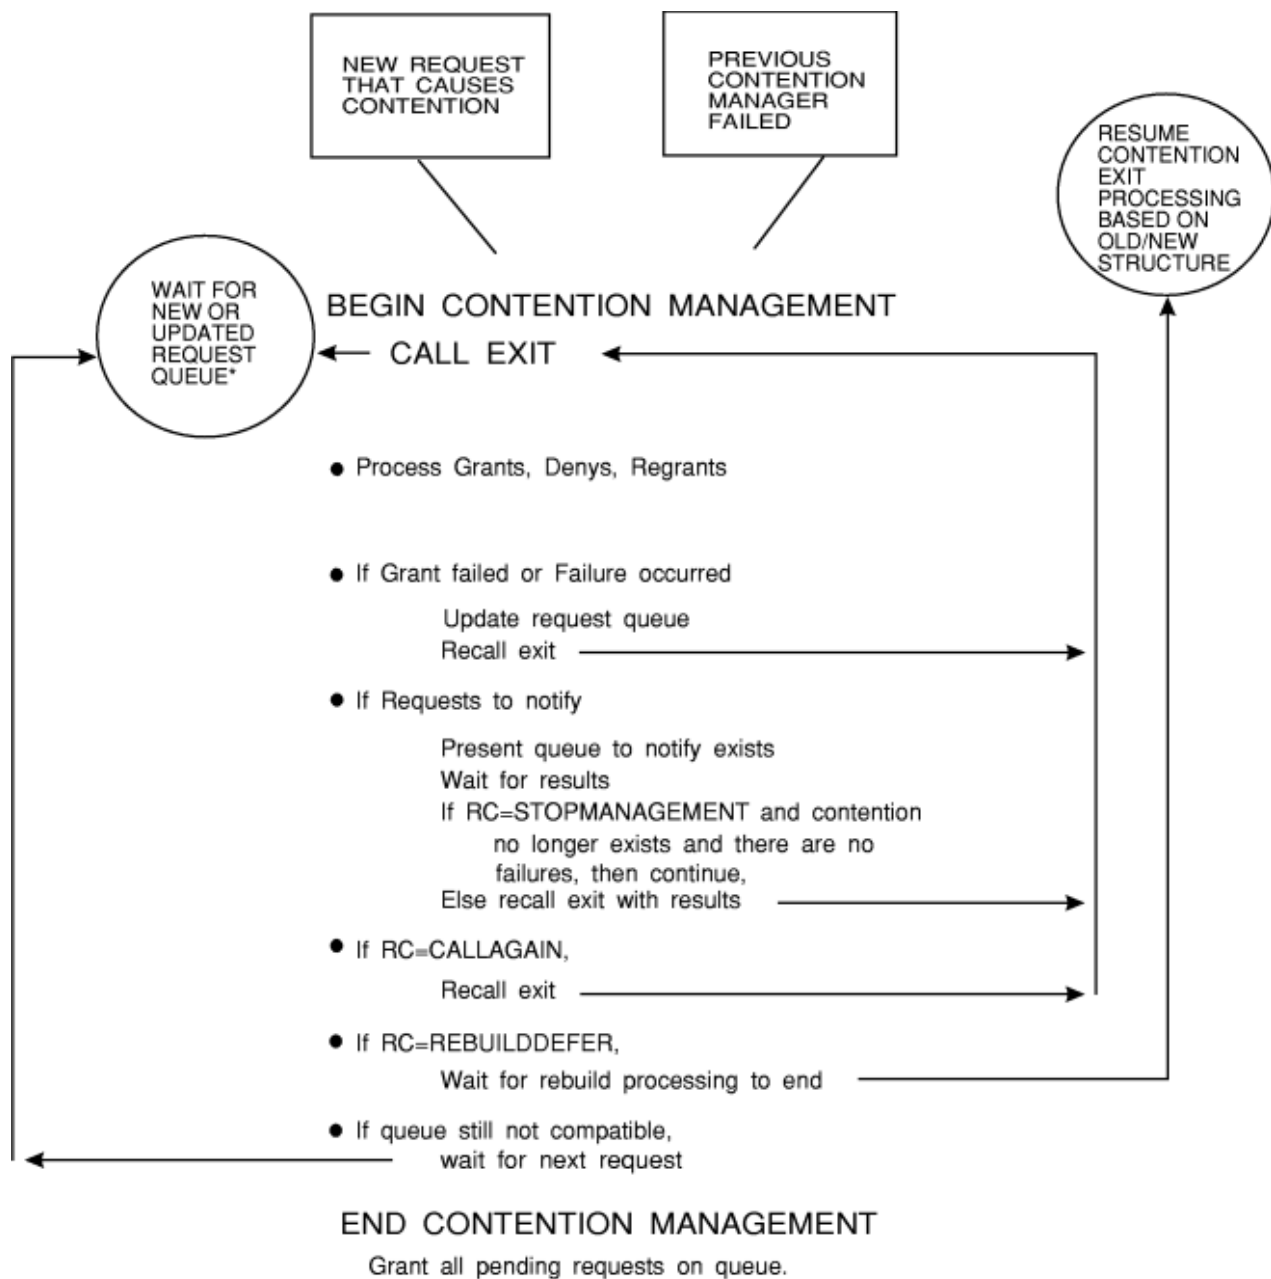 NEW REQUEST
THAT CAUSES
CONTENTION
PREVIOUS
CONTENTION
MANAGER
FAILED
RESUME
CONTENTION
EXIT
PROCESSING
BASED ON
OLD/NEW
STRUCTURE
WAIT FOR
NEW OR
UPDATED
REQUEST
QUEUE*
BEGIN CONTENTION MANAGEMENT
CALL EXIT
● Process Grants, Denys, Regrants
● If Grant failed or Failure occurred
Update request queue
Recall exit
● If Requests to notify
Present queue to notify exists
Wait for results
If RC=STOPMANAGEMENT and contention
no longer exists and there are no
failures, then continue,
Else recall exit with results
● If RC=CALLAGAIN,
Recall exit
● If RC=REBUILDDEFER,
Wait for rebuild processing to end
● If queue still not compatible,
wait for next request
END CONTENTION MANAGEMENT
Grant all pending requests on queue.